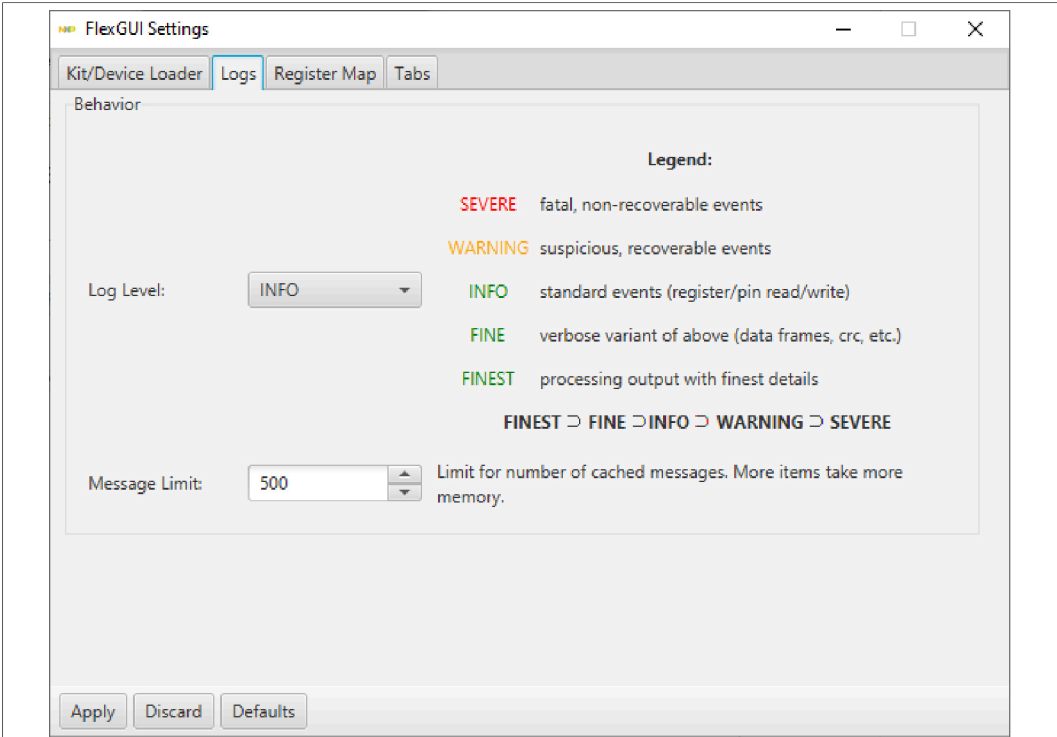 NXP FlexGUI Settings
Kit/Device Loader Logs Register Map Tabs
Behavior
Legend:
SEVERE fatal, non-recoverable events
WARNING suspicious, recoverable events
Log Level: INFO INFO standard events (register/pin read/write)
FINE verbose variant of above (data frames, crc, etc.)
FINEST processing output with finest details
FINEST ⊃ FINE ⊃INFO ⊃ WARNING ⊃ SEVERE
Message Limit: 500 Limit for number of cached messages. More items take more
memory.
Apply Discard Defaults